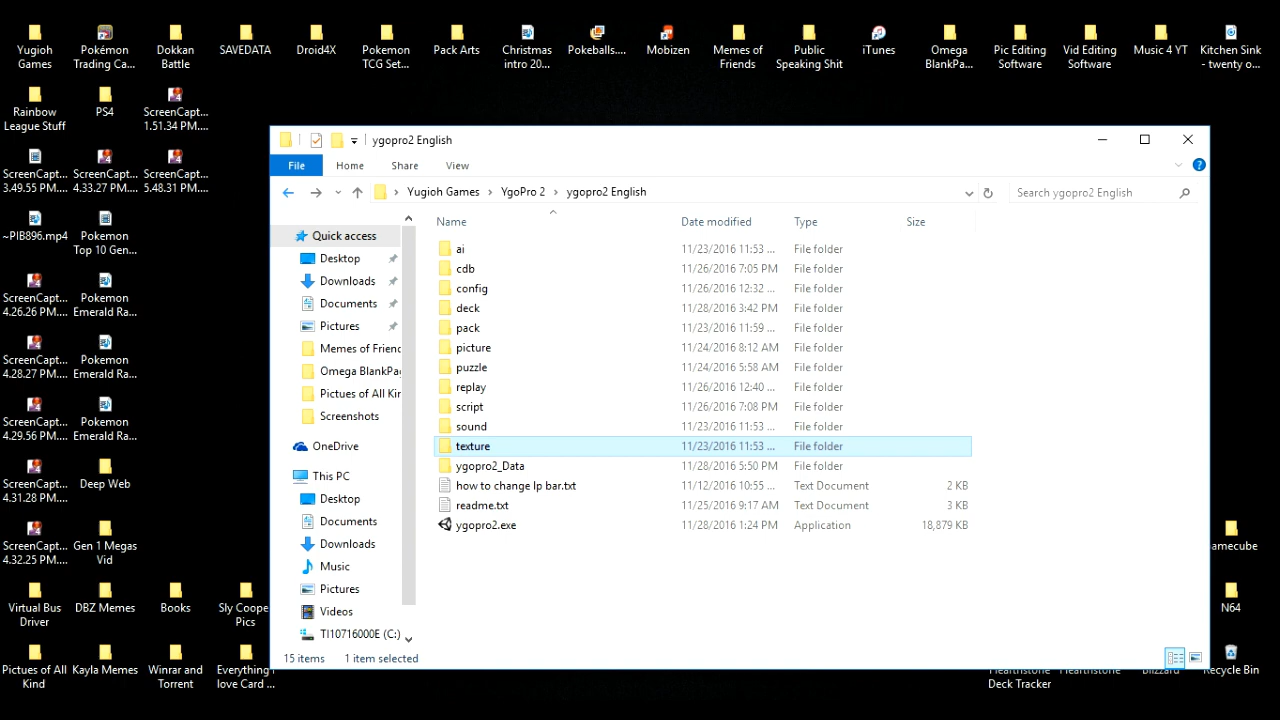 Yugioh
Games
Pokémon
Trading Ca...
Dokkan
Battle
SAVEDATA
Droid4X
Pokemon
TCG Set...
Pack Arts
Christmas
intro 20...
Pokeballs....
Mobizen
Memes of
Friends
Public
Speaking Shit
iTunes
Omega
BlankPa...
Pic Editing
Software
Vid Editing
Software
Music 4 YT
Kitchen Sink
- twenty o...
Rainbow
League Stuff
PS4
ScreenCapt...
1.51.34 PM....
ScreenCapt...
3.49.55 PM....
ScreenCapt...
4.33.27 PM....
ScreenCapt...
5.48.31 PM....
~PIB896.mp4
Pokemon
Top 10 Gen...
ScreenCapt...
4.26.26 PM....
Pokemon
Emerald Ra...
ScreenCapt...
4.28.27 PM....
Pokemon
Emerald Ra...
ScreenCapt...
4.29.56 PM....
Pokemon
Emerald Ra...
ScreenCapt...
4.31.28 PM....
Deep Web
ScreenCapt...
4.32.25 PM....
Gen 1 Megas
Vid
Virtual Bus
Driver
DBZ Memes
Books
Sly Coope
Pics
Pictues of All
Kind
Kayla Memes
Winrar and
Torrent
Everything
love Card ...
ygopro2 English
File Home Share View
Yugioh Games > YgoPro 2 > ygopro2 English
Search ygopro2 English
Quick access
Desktop
Downloads
Documents
Pictures
Memes of Frienc
Omega BlankPag
Pictues of All Kir
Screenshots
OneDrive
This PC
Desktop
Documents
Downloads
Music
Pictures
Videos
TI10716000E (C:)
Name Date modified Type Size
ai 11/23/2016 11:53 ... File folder
cdb 11/26/2016 7:05 PM File folder
config 11/26/2016 12:32 ... File folder
deck 11/28/2016 3:42 PM File folder
pack 11/23/2016 11:59 ... File folder
picture 11/24/2016 8:12 AM File folder
puzzle 11/24/2016 5:58 AM File folder
replay 11/26/2016 12:40 ... File folder
script 11/26/2016 7:08 PM File folder
sound 11/23/2016 11:53 ... File folder
texture 11/23/2016 11:53 ... File folder
ygopro2_Data 11/28/2016 5:50 PM File folder
how to change lp bar.txt 11/12/2016 10:55 ... Text Document 2 KB
readme.txt 11/25/2016 9:17 AM Text Document 3 KB
ygopro2.exe 11/28/2016 1:24 PM Application 18,879 KB
15 items 1 item selected
amecube
N64
Hearthstone
Deck Tracker
Hearthstone
Blizzard
Recycle Bin